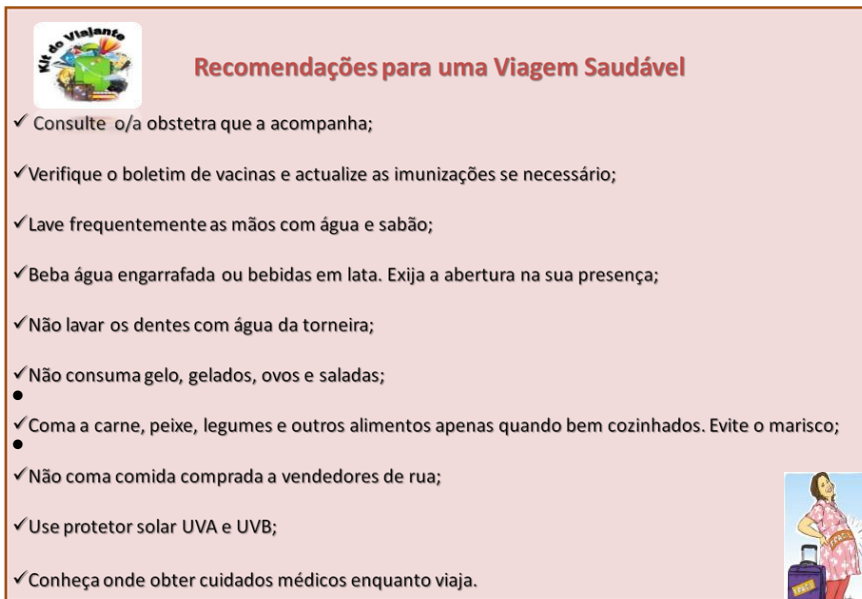 Kit do Viajante
Recomendações para uma Viagem Saudável
✓ Consulte o/a obstetra que a acompanha;
✓Verifique o boletim de vacinas e actualize as imunizações se necessário;
✓Lave frequentemente as mãos com água e sabão;
✓Beba água engarrafada ou bebidas em lata. Exija a abertura na sua presença;
✓Não lavar os dentes com água da torneira;
✓Não consuma gelo, gelados, ovos e saladas;
•
✓Coma a carne, peixe, legumes e outros alimentos apenas quando bem cozinhados. Evite o marisco;
•
✓Não coma comida comprada a vendedores de rua;
✓Use protetor solar UVA e UVB;
✓Conheça onde obter cuidados médicos enquanto viaja.